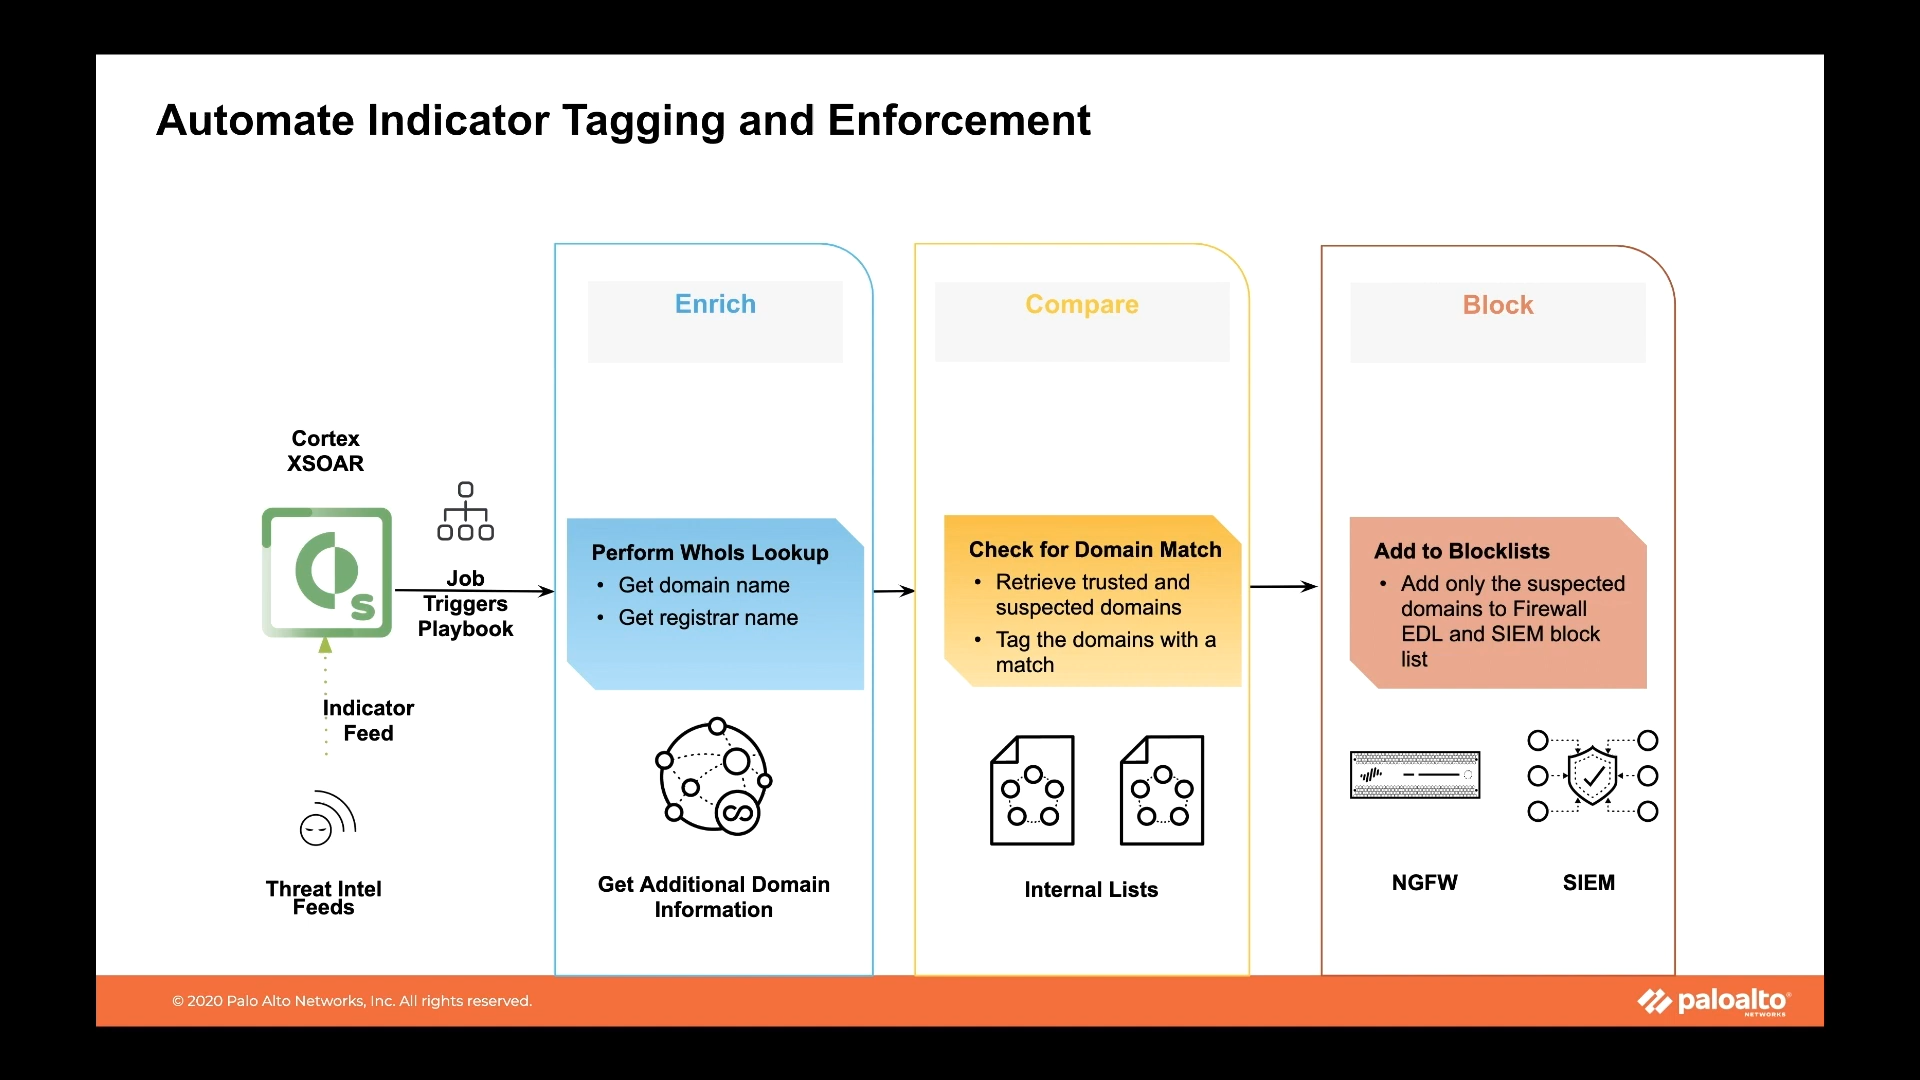 Automate Indicator Tagging and Enforcement
Cortex
XSOAR
Job
Triggers
Playbook
Indicator
Feed
Threat Intel
Feeds
Enrich
Perform WhoIs Lookup
• Get domain name
• Get registrar name
Get Additional Domain
Information
Compare
Check for Domain Match
• Retrieve trusted and
suspected domains
• Tag the domains with a
match
Internal Lists
Block
Add to Blocklists
• Add only the suspected
domains to Firewall
EDL and SIEM block
list
NGFW
SIEM
© 2020 Palo Alto Networks, Inc. All rights reserved.
paloalto
NETWORKS